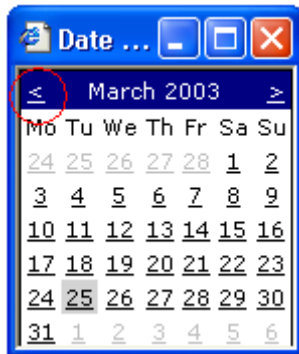 Date ...
< March 2003 >
Mo Tu We Th Fr Sa Su
24 25 26 27 28 1 2
3 4 5 6 7 8 9
10 11 12 13 14 15 16
17 18 19 20 21 22 23
24 25 26 27 28 29 30
31 1 2 3 4 5 6